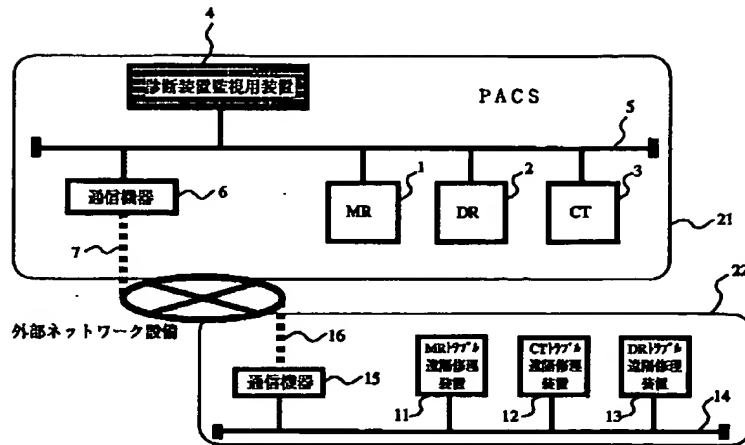 4
診断装置監視用装置
PACS
5
通信機器
6
1
2
3
MR
DR
CT
7
21
22
外部ネットワーク設備
16
MRトラブル
遠隔修理
装置
CTトラブル
遠隔修理
装置
DRトラブル
遠隔修理
装置
通信機器
15
11
12
13
14